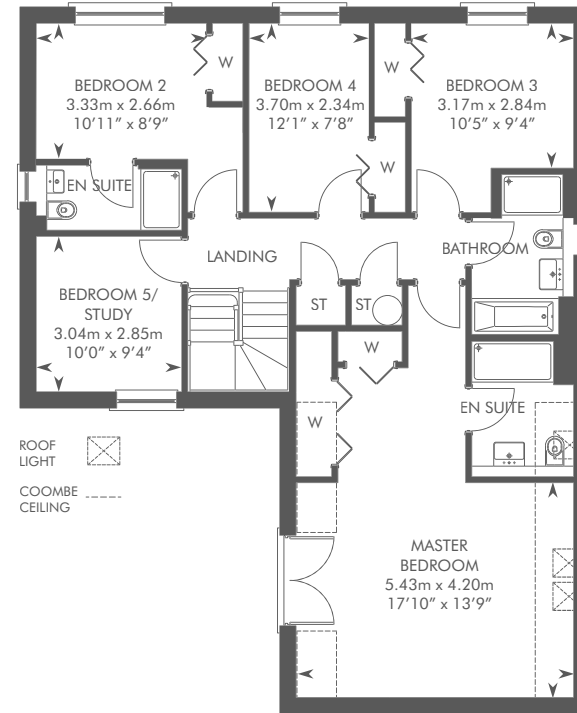 BEDROOM 2
3.33m x 2.66m
10'11" x 8'9"
W
BEDROOM 4
3.70m x 2.34m
12'1" x 7'8"
W
W
BEDROOM 3
3.17m x 2.84m
10'5" x 9'4"
EN SUITE
LANDING
BATHROOM
BEDROOM 5/
STUDY
3.04m x 2.85m
10'0" x 9'4"
ST
ST
W
W
EN SUITE
ROOF
LIGHT
COOMBE
CEILING
MASTER
BEDROOM
5.43m x 4.20m
17'10" x 13'9"